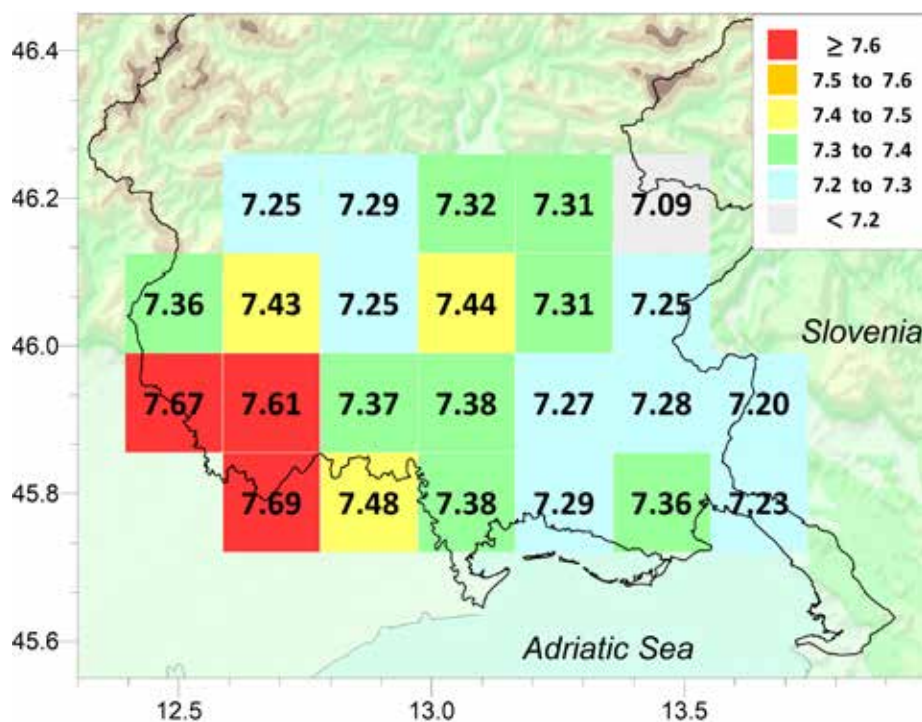 46.4
46.2
46.0
45.8
45.6
12.5 13.0 13.5
≥ 7.6
7.5 to 7.6
7.4 to 7.5
7.3 to 7.4
7.2 to 7.3
< 7.2
7.25 7.29 7.32 7.31 7.09
7.36 7.43 7.25 7.44 7.31 7.25
7.67 7.61 7.37 7.38 7.27 7.28 7.20
7.69 7.48 7.38 7.29 7.36 7.23
Slovenia
Adriatic Sea